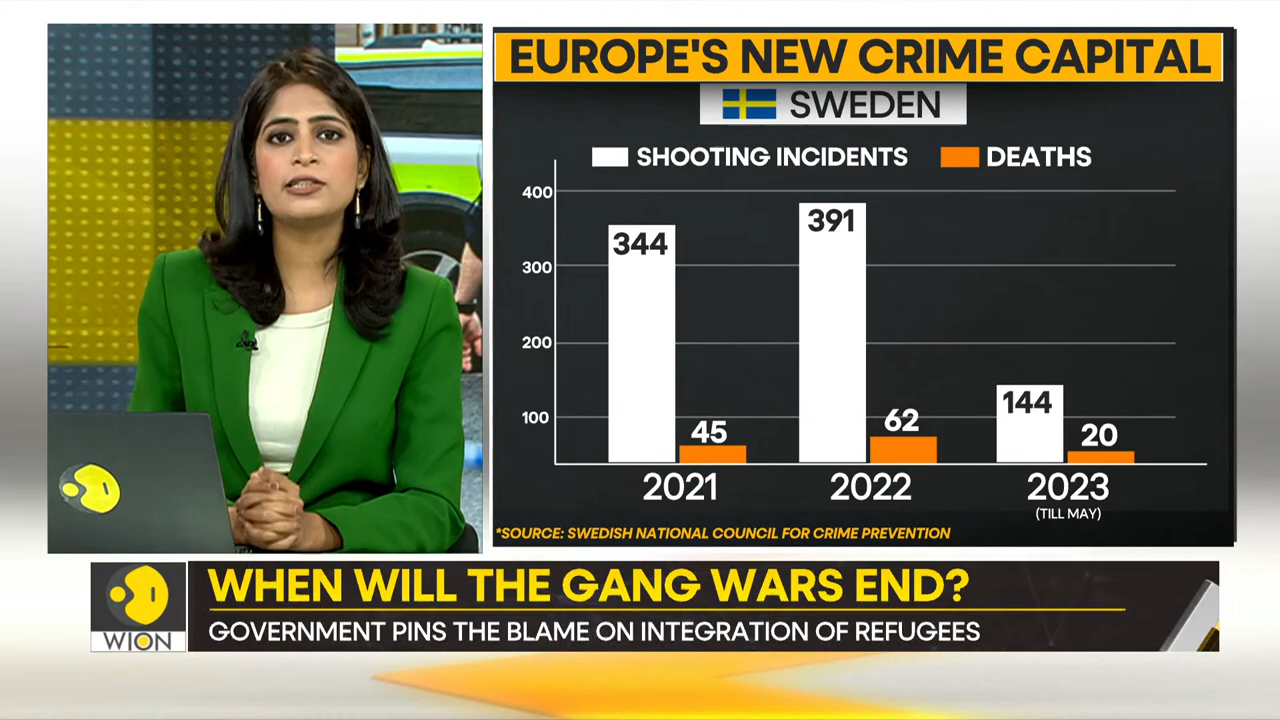 EUROPE'S NEW CRIME CAPITAL
SWEDEN
SHOOTING INCIDENTS DEATHS
400
300
200
100
344
45
391
62
144
20
2021 2022 2023
(TILL MAY)
*SOURCE: SWEDISH NATIONAL COUNCIL FOR CRIME PREVENTION
WHEN WILL THE GANG WARS END?
GOVERNMENT PINS THE BLAME ON INTEGRATION OF REFUGEES
WION